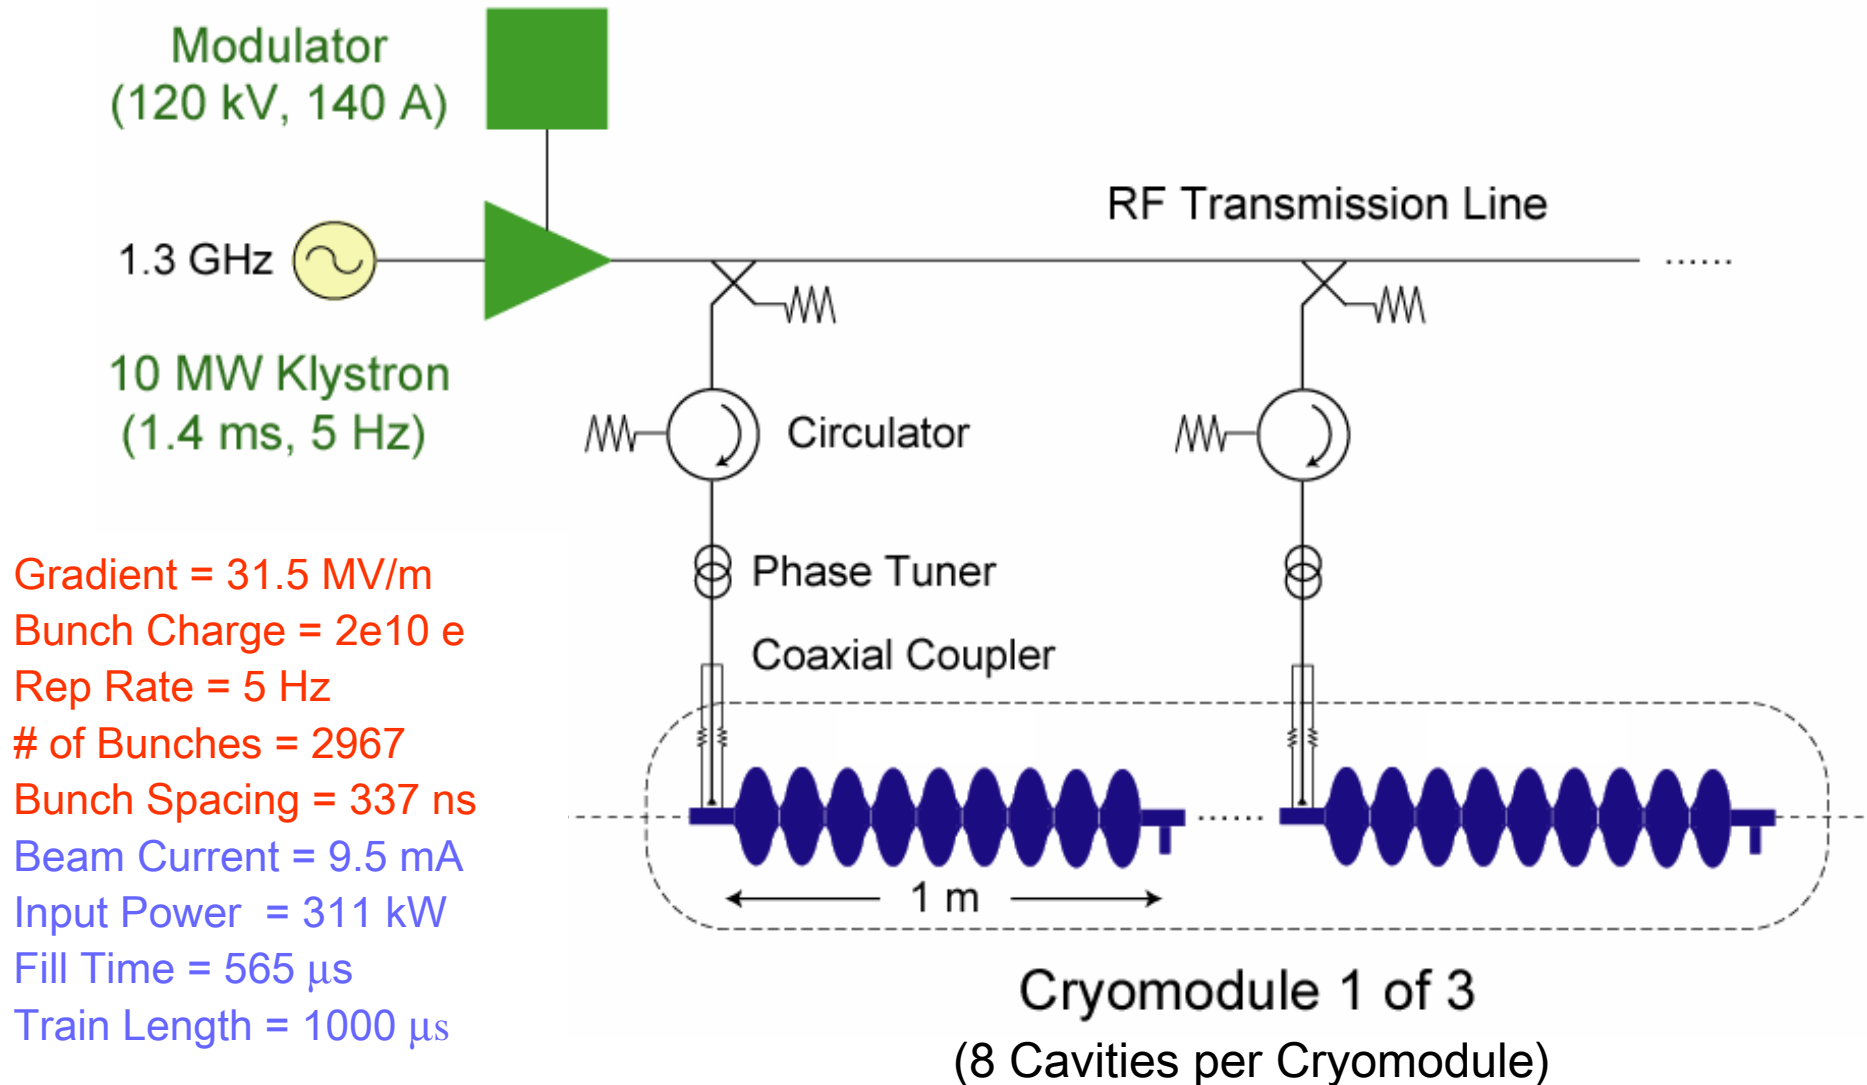 Modulator
(120 kV, 140 A)
RF Transmission Line
1.3 GHz
......
10 MW Klystron
(1.4 ms, 5 Hz)
Circulator
Phase Tuner
Coaxial Coupler
Gradient = 31.5 MV/m
Bunch Charge = 2e10 e
Rep Rate = 5 Hz
# of Bunches = 2967
Bunch Spacing = 337 ns
Beam Current = 9.5 mA
Input Power = 311 kW
Fill Time = 565 μs
Train Length = 1000 μs
......
1 m
Cryomodule 1 of 3
(8 Cavities per Cryomodule)